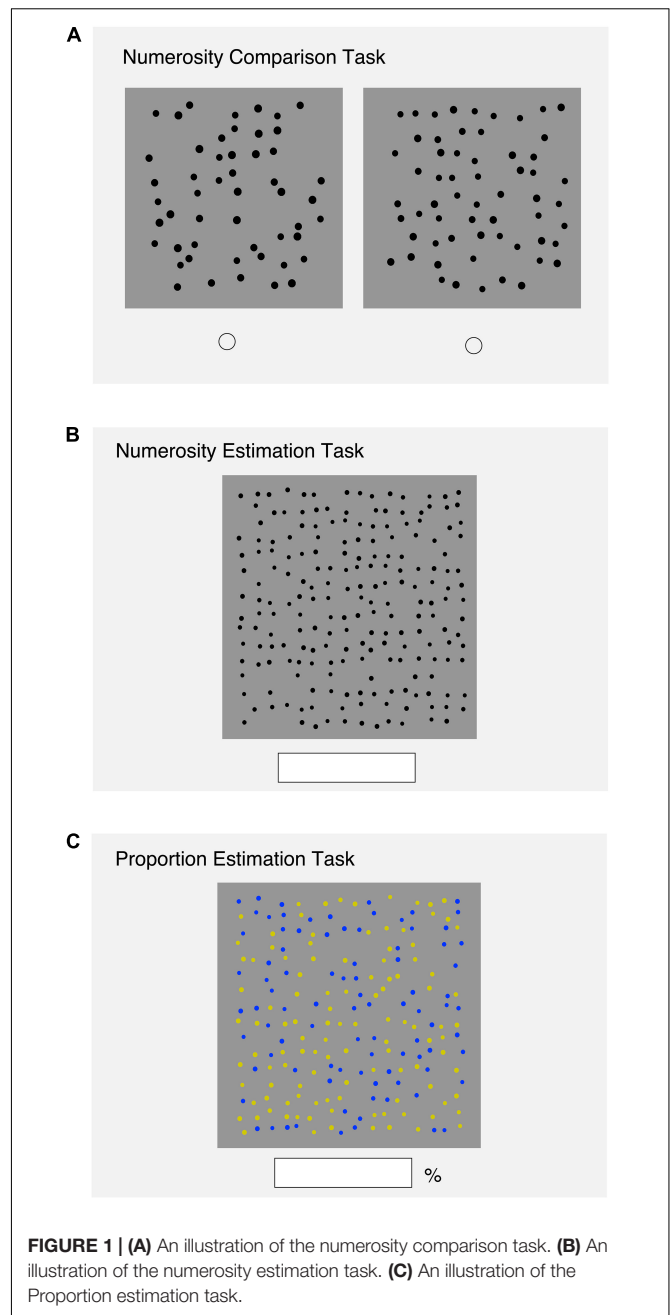 A
Numerosity Comparison Task
B
Numerosity Estimation Task
C
Proportion Estimation Task
%
FIGURE 1 | (A) An illustration of the numerosity comparison task. (B) An
illustration of the numerosity estimation task. (C) An illustration of the
Proportion estimation task.